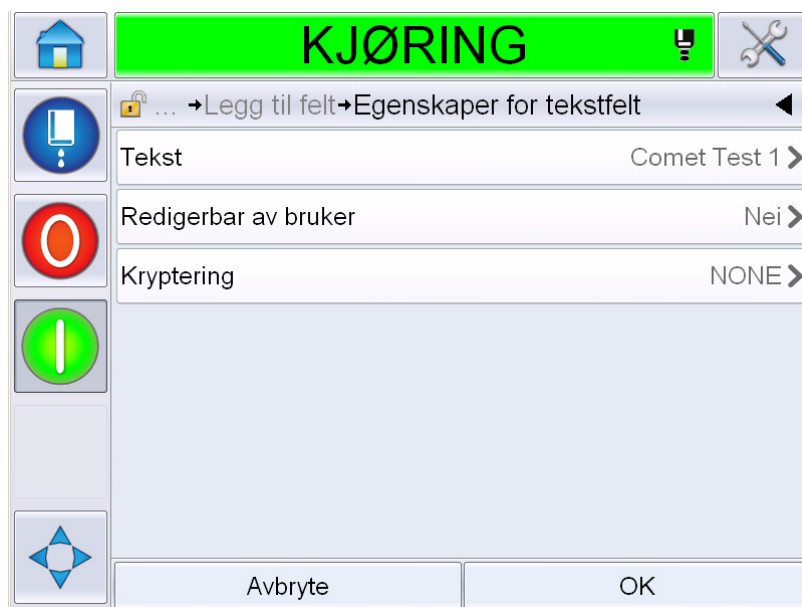 KJØRING
... →Legg til felt→Egenskaper for tekstfelt
Tekst Comet Test 1
Redigerbar av bruker Nei
Kryptering NONE
Avbryte OK